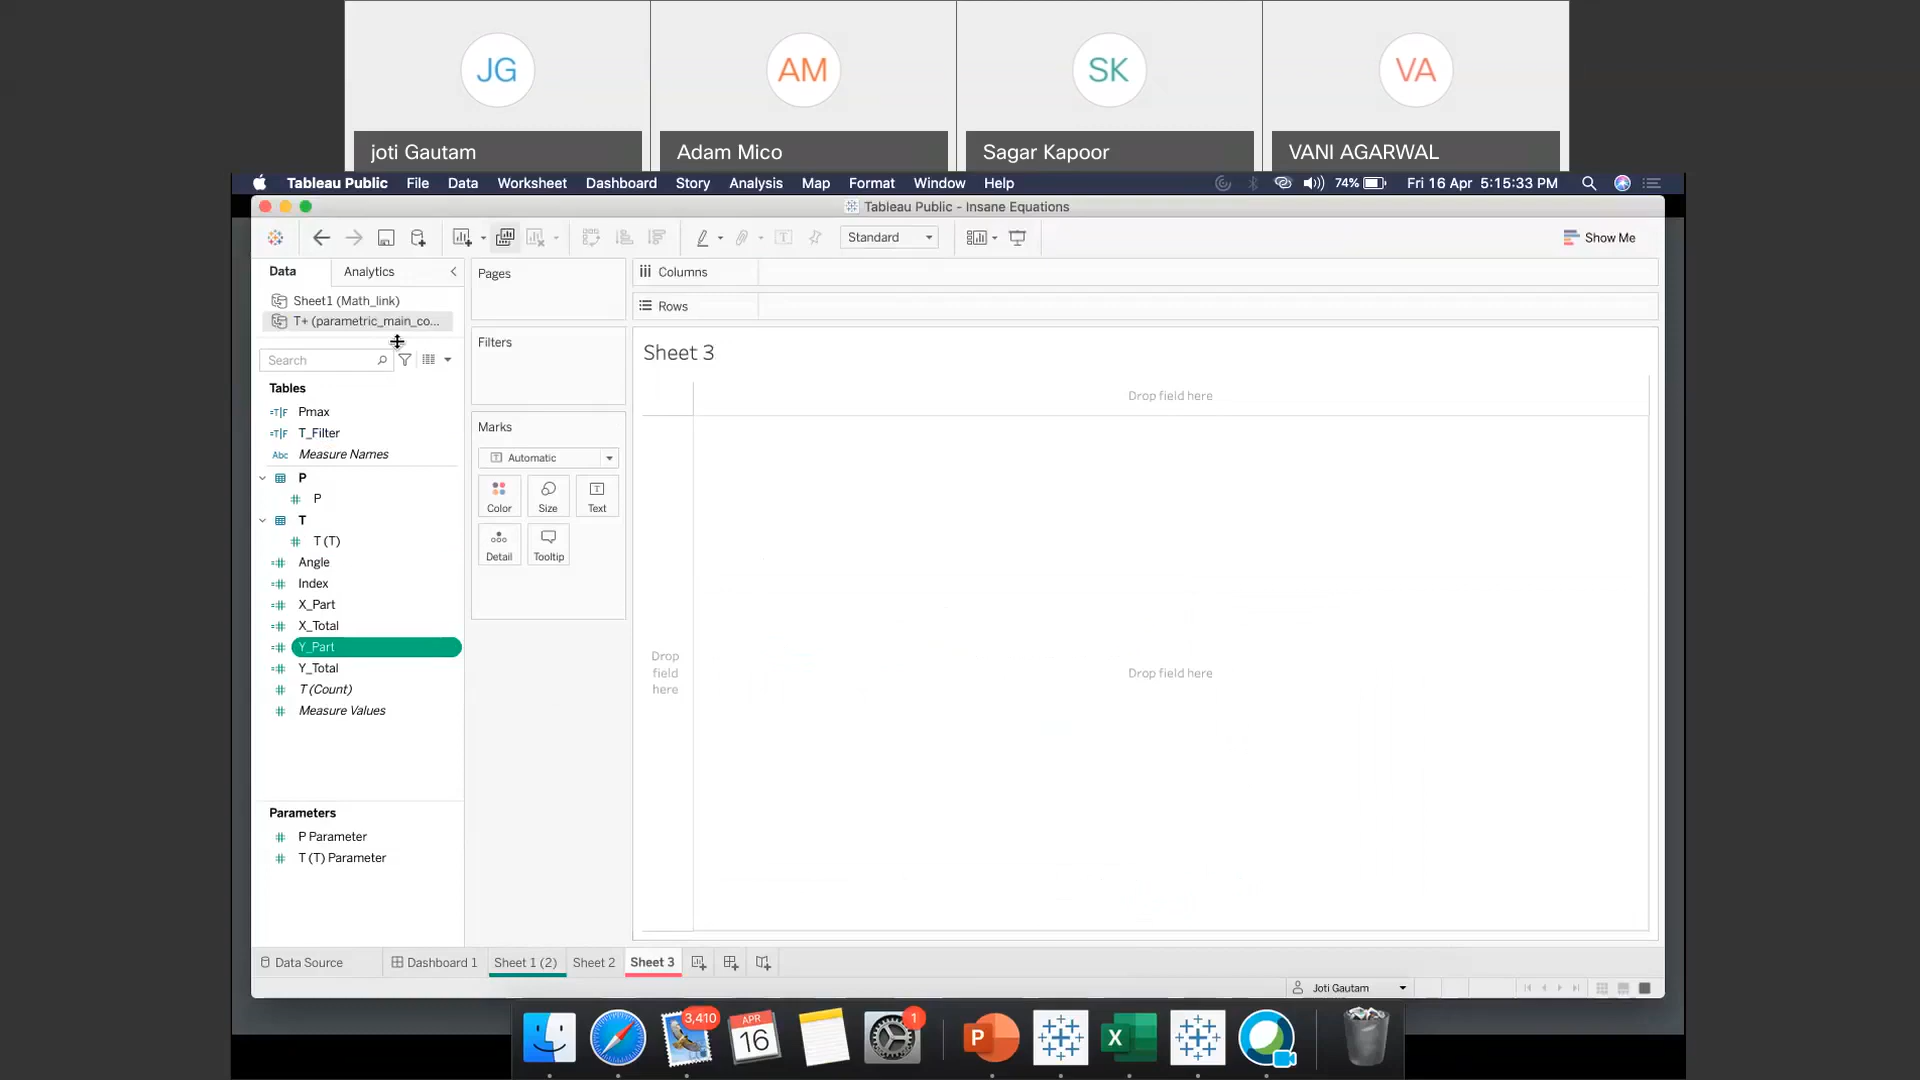 JG
AM
SK
VA
joti Gautam
Adam Mico
Sagar Kapoor
VANI AGARWAL
Tableau Public File Data Worksheet Dashboard Story Analysis Map Format Window Help
74% Fri 16 Apr 5:15:33 PM
Tableau Public - Insane Equations
Standard
Show Me
Data
Analytics
Sheet1 (Math_link)
T+ (parametric_main_co...
Search
Tables
Pmax
T_Filter
Abc Measure Names
P
P
T
T (T)
Angle
Index
X_Part
X_Total
Y_Part
Y_Total
T (Count)
Measure Values
Parameters
P Parameter
T (T) Parameter
Pages
Filters
Marks
Automatic
Color
Size
Text
Detail
Tooltip
Columns
Rows
Sheet 3
Drop field here
Drop
field
here
Drop field here
Data Source
Dashboard 1
Sheet 1 (2)
Sheet 2
Sheet 3
Joti Gautam
3,410
APR
16
1
P
X